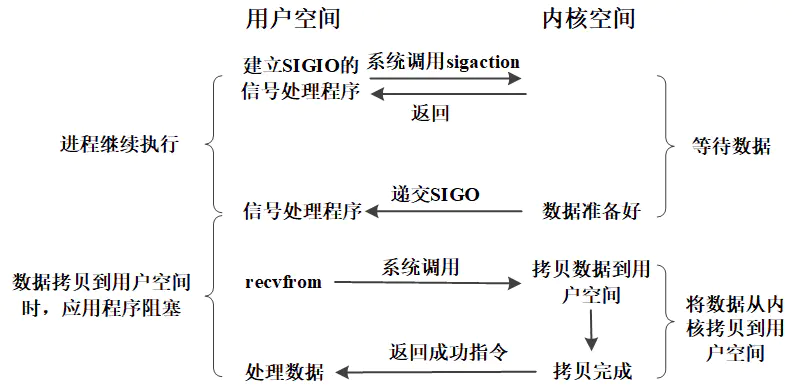 用户空间
内核空间
建立SIGIO的
信号处理程序
系统调用sigaction
返回
进程继续执行
等待数据
信号处理程序
递交SIGO
数据准备好
数据拷贝到用户空间
时，应用程序阻塞
recvfrom
系统调用
拷贝数据到用
户空间
将数据从内
核拷贝到用
户空间
处理数据
返回成功指令
拷贝完成